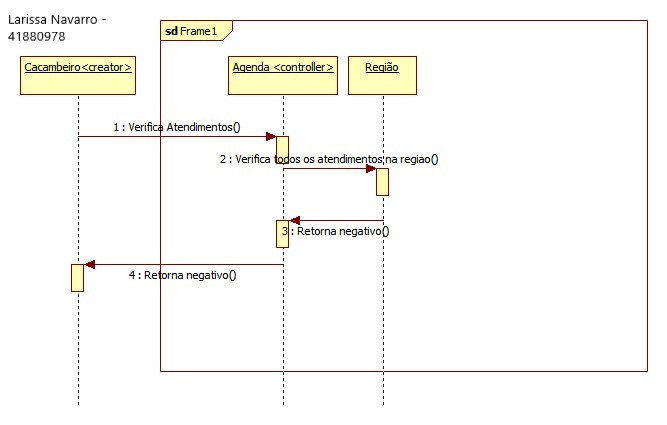 Larissa Navarro -
41880978
sd Frame1
Cacambeiro<creator>
Agenda <controller>
Região
1 : Verifica Atendimentos()
2 : Verifica todos os atendimentos na regiao()
3 : Retorna negativo()
4 : Retorna negativo()